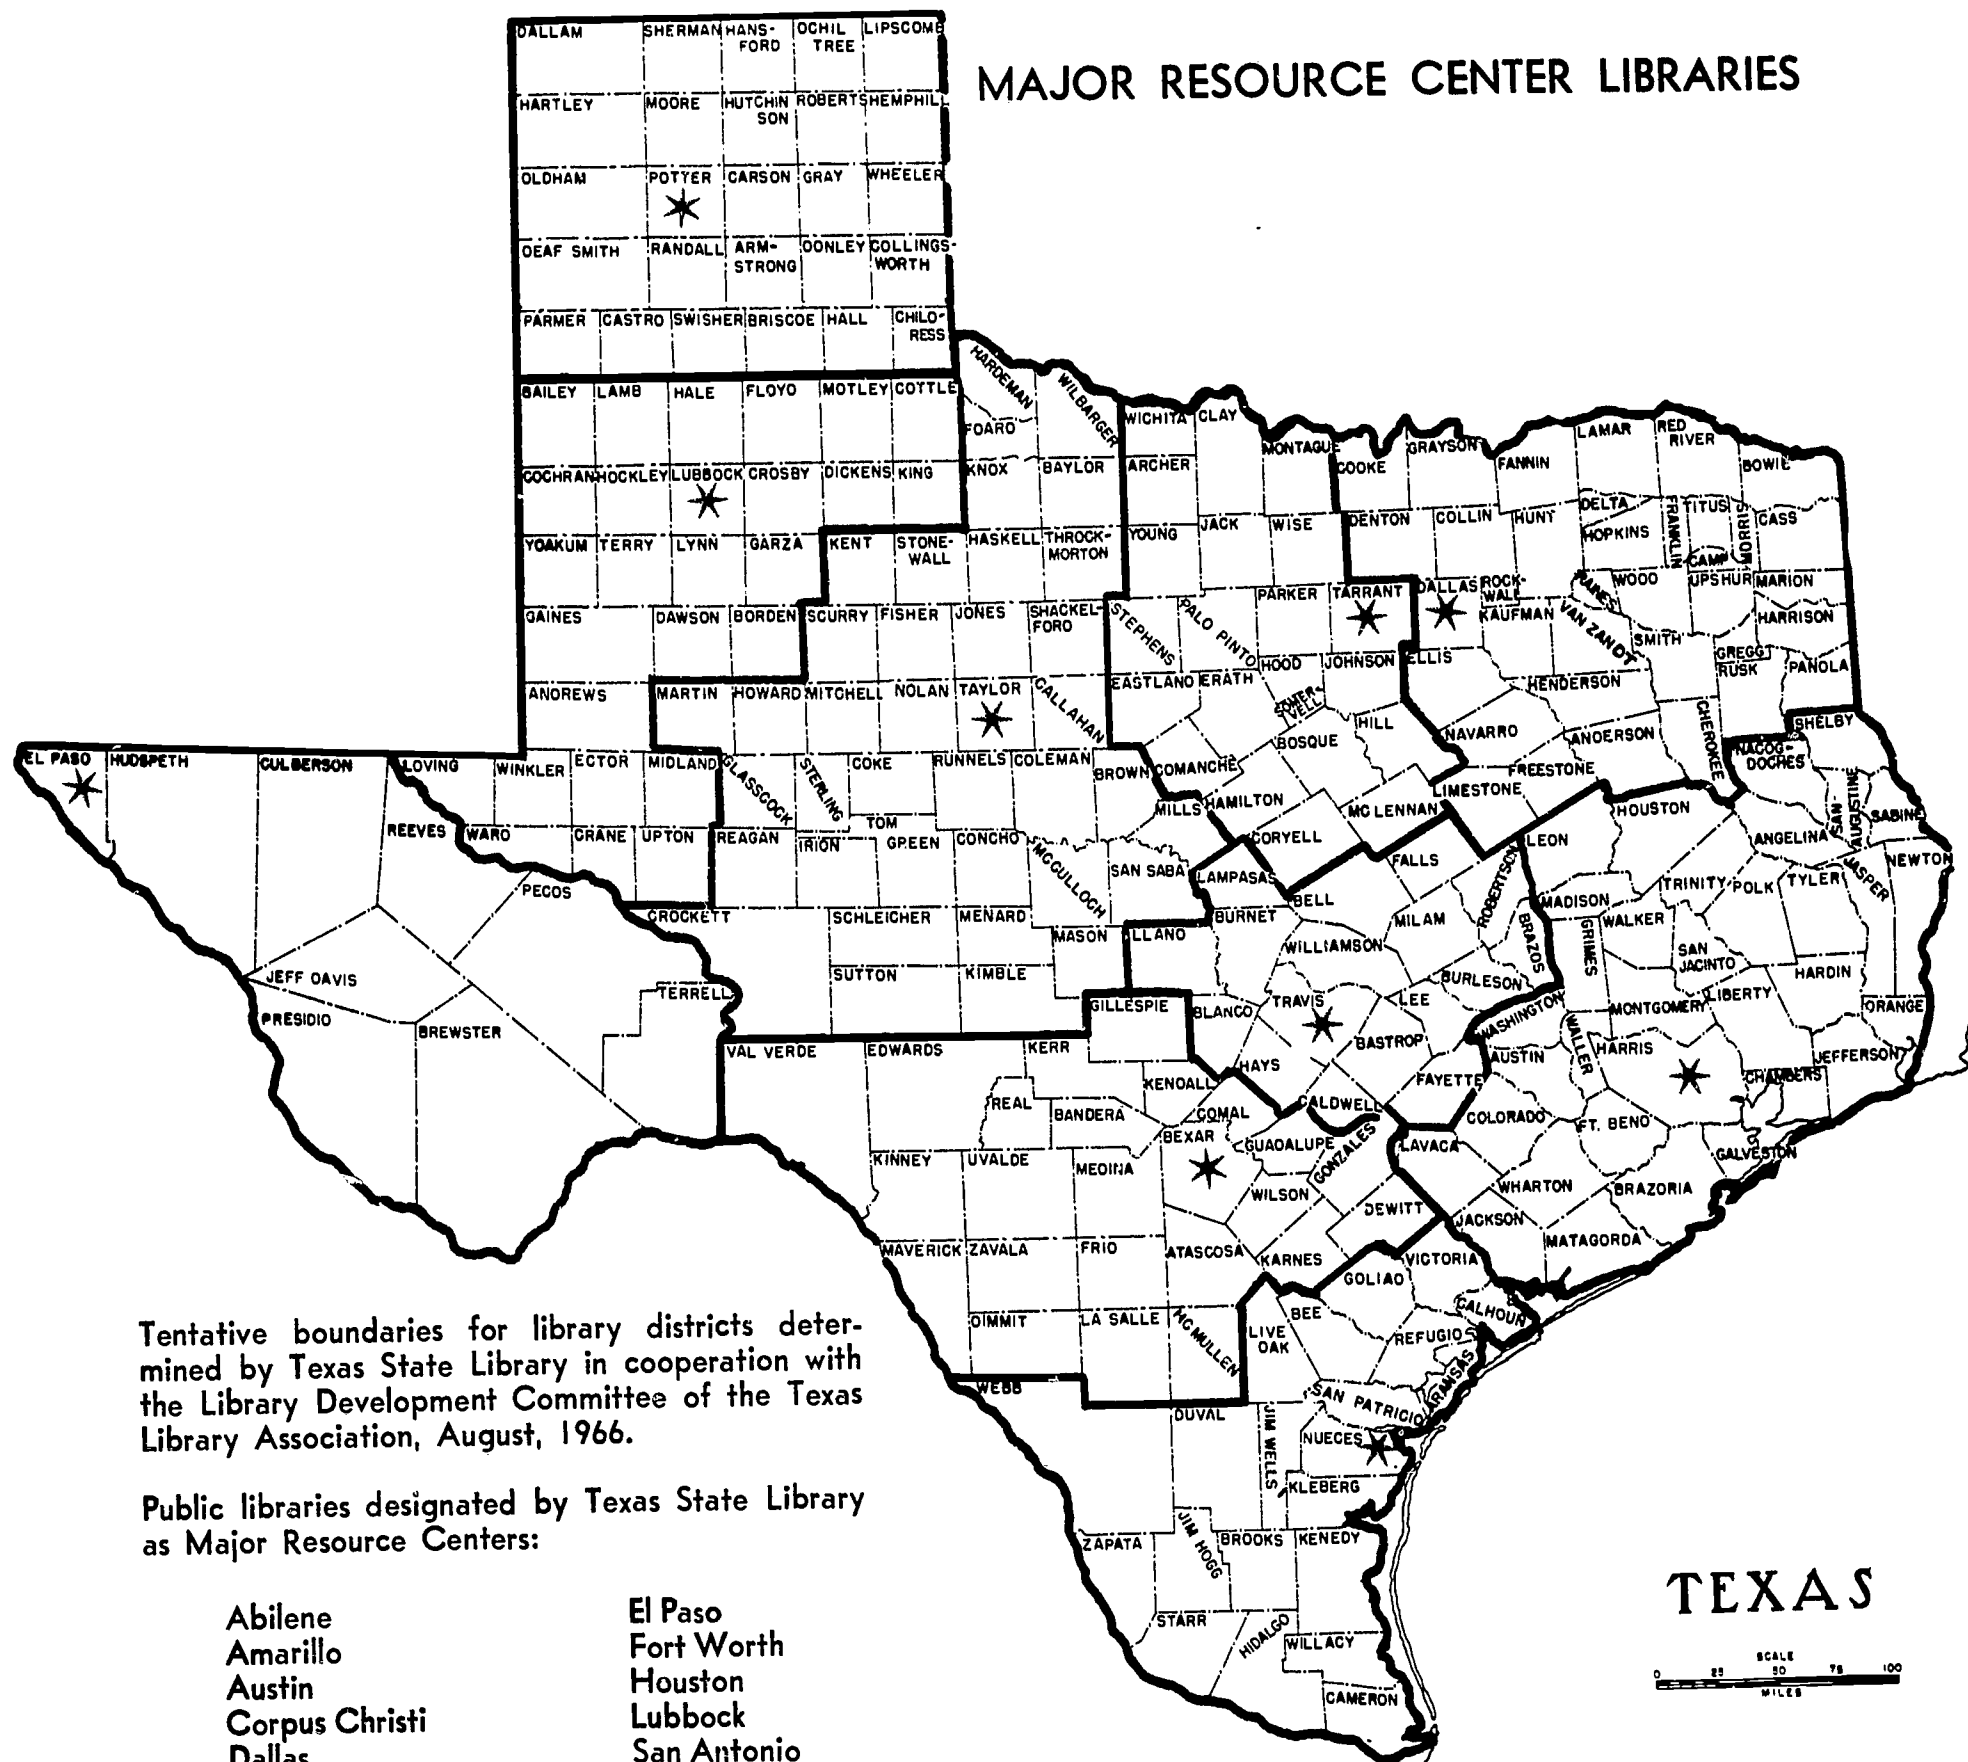 MAJOR RESOURCE CENTER LIBRARIES
DALLAM SHERMAN HANS- OCHIL LIPSCOMB
FORD TREE
HARTLEY MOORE HUTCHIN ROBERTS HEMPHILL
SON
OLDHAM POTTER CARSON GRAY WHEELER
DEAF SMITH RANDALL ARM- DONLEY COLLINGS-
STRONG WORTH
PARMER CASTRO SWISHER BRISCOE HALL CHILD-
RESS
HARDEMAN WILBARGER
BAILEY LAMB HALE FLOYD MOTLEY COTTLE
FOARD WICHITA CLAY
MONTAGUE COOKE GRAYSON FANNIN LAMAR RED
RIVER
BOWIE
COCHRAN HOCKLEY LUBBOCK CROSBY DICKENS KING KNOX BAYLOR ARCHER
YOAKUM TERRY LYNN GARZA KENT STONE- HASKELL THROCK- YOUNG JACK WISE DENTON COLLIN HUNT DELTA
WALL MORTON
HOPKINS FRANKLIN TITUS MORRIS CASS
CAMP
GAINES DAWSON BORDEN SCURRY FISHER JONES SHACKEL- STEPHENS PALO PINTO PARKER TARRANT DALLAS ROCK- RAINS WOOD UPSHUR MARION
FORD WALL
KAUFMAN VAN ZANDT SMITH HARRISON
GREGG
ANDREWS MARTIN HOWARD MITCHELL NOLAN TAYLOR CALLAHAN EASTLAND ERATH HOOD JOHNSON ELLIS HENDERSON RUSK PANOLA
SOMER-
VELL
HILL BOSQUE NAVARRO ANDERSON CHEROKEE SHELBY
NACOG-
DOCHES
EL PASO HUDSPETH CULBERSON LOVING WINKLER ECTOR MIDLAND GLASSCOCK STERLING COKE RUNNELS COLEMAN BROWN COMANCHE FREESTONE
MILLS HAMILTON MC LENNAN LIMESTONE HOUSTON SAN AUGUSTINE SABINE
REEVES WARD CRANE UPTON REAGAN IRION TOM
GREEN CONCHO MC CULLOCH SAN SABA CORYELL FALLS LEON ANGELINA NEWTON
LAMPASAS ROBERTSON TRINITY POLK TYLER JASPER
PECOS CROCKETT SCHLEICHER MENARD BURNET BELL MILAM MADISON WALKER
MASON LLANO WILLIAMSON BRAZOS GRIMES SAN
JACINTO
JEFF DAVIS SUTTON KIMBLE BURLESON HARDIN
TERRELL GILLESPIE BLANCO TRAVIS LEE WASHINGTON MONTGOMERY LIBERTY ORANGE
PRESIDIO BREWSTER BASTROP WALLER
VAL VERDE EDWARDS KERR HAYS AUSTIN HARRIS JEFFERSON
KENDALL FAYETTE CHAMBERS
REAL BANDERA COMAL CALDWELL COLORADO FT. BEND
BEXAR GUADALUPE GONZALES LAVACA GALVESTON
KINNEY UVALDE MEDINA WILSON WHARTON BRAZORIA
DEWITT JACKSON MATAGORDA
MAVERICK ZAVALA FRIO ATASCOSA KARNES VICTORIA
GOLIAD
DIMMIT LA SALLE MC MULLEN LIVE
OAK BEE CALHOUN
REFUGIO
ARANSAS
WEBB DUVAL JIM WELLS SAN PATRICIO
NUECES
KLEBERG
ZAPATA JIM HOGG BROOKS KENEDY
STARR HIDALGO WILLACY
CAMERON
Tentative boundaries for library districts deter-
mined by Texas State Library in cooperation with
the Library Development Committee of the Texas
Library Association, August, 1966.
Public libraries designated by Texas State Library
as Major Resource Centers:
Abilene
Amarillo
Austin
Corpus Christi
Dallas
El Paso
Fort Worth
Houston
Lubbock
San Antonio
TEXAS
SCALE
0 25 50 75 100
MILES